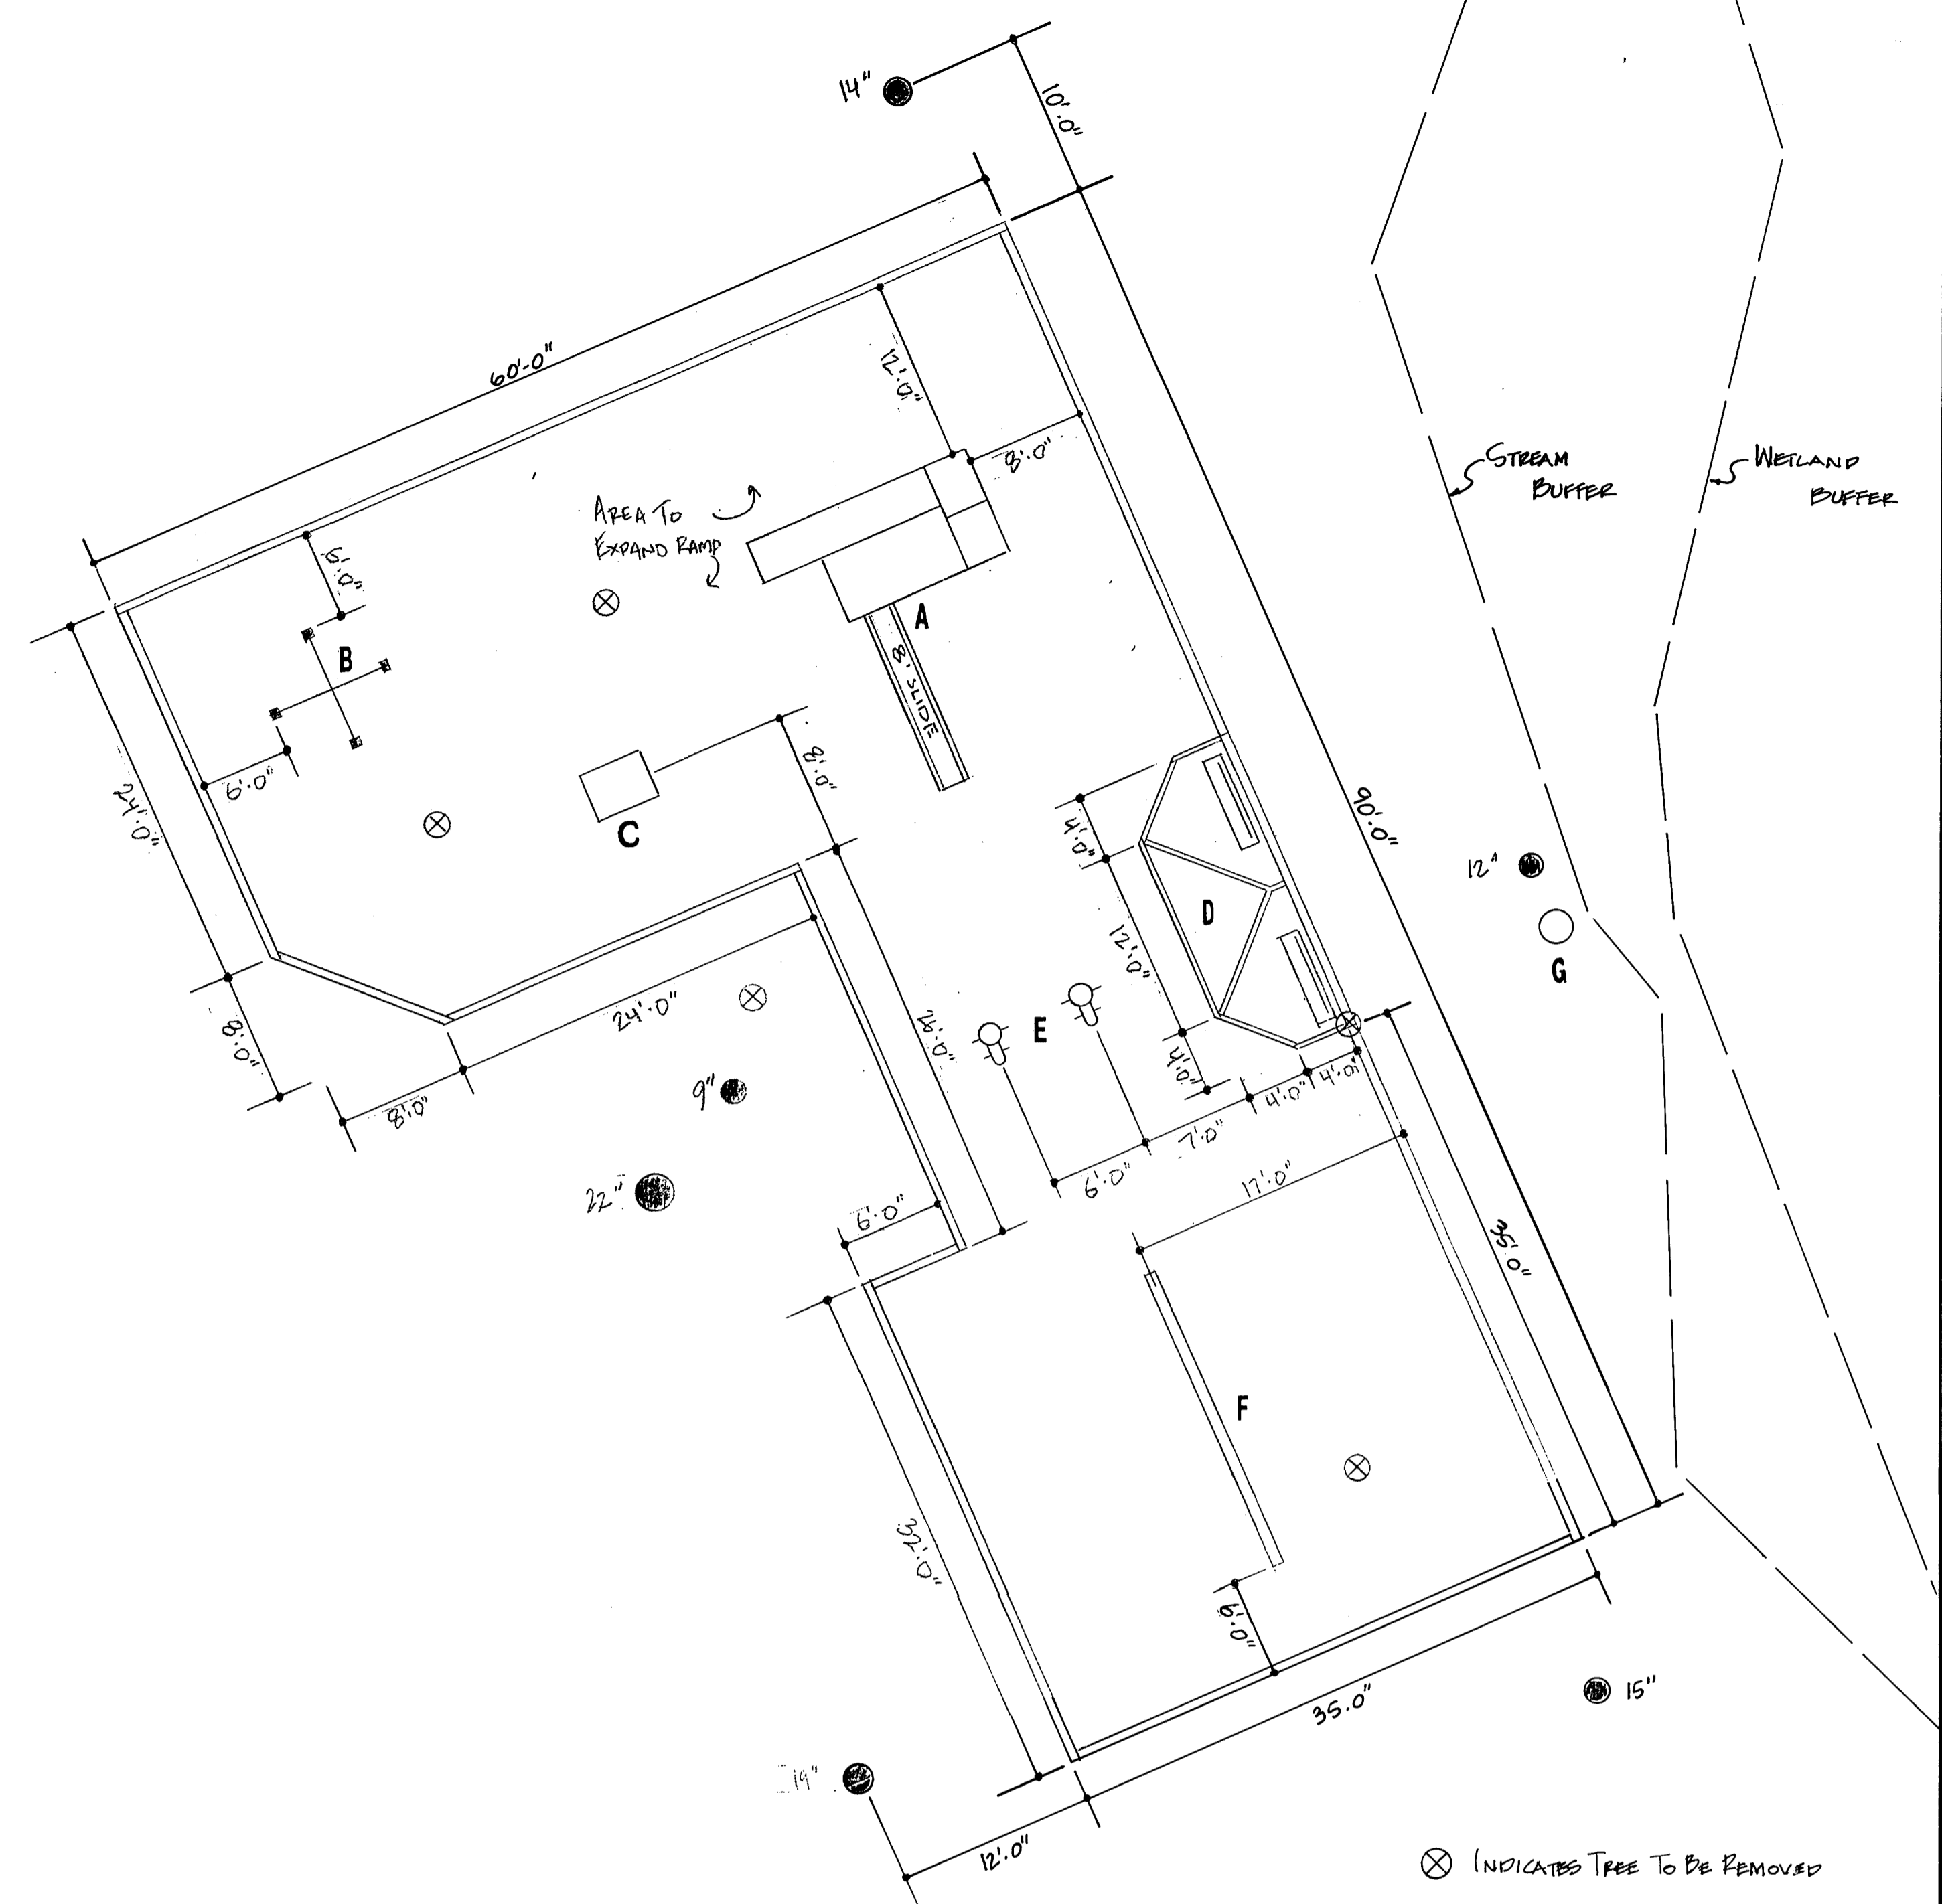 14"
10'.0"
60'-0"
12'.0"
8'.0"
STREAM
BUFFER
WETLAND
BUFFER
AREA TO
EXPAND RAMP
A
B
6'.0"
8' SLIDE
8'.0"
C
24'.0"
90'.0"
4'.0"
12"
D
12'.0"
G
24'.0"
E
26'.0"
8'.0"
4'.0"
4'.0"
4'.0"
9"
8'.0"
7'.0"
6'.0"
17'.0"
22"
6'.0"
35'.0"
F
32'.0"
6'.0"
35.0"
15"
19"
12'.0"
INDICATES TREE TO BE REMOVED